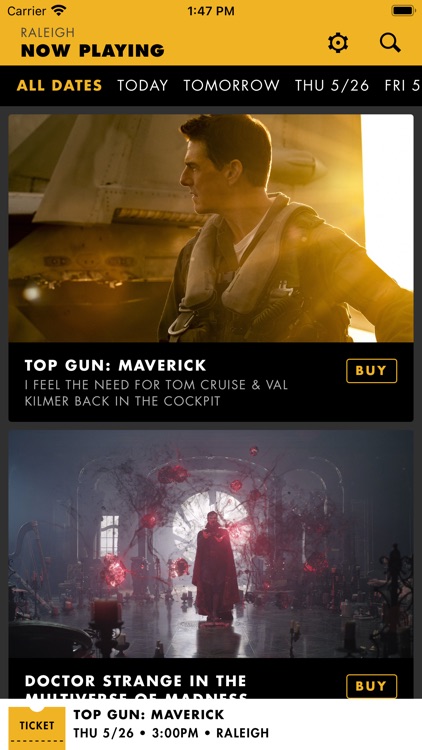 Carrier 1:47 PM
RALEIGH
NOW PLAYING
ALL DATES TODAY TOMORROW THU 5/26 FRI 5
TOP GUN: MAVERICK
BUY
I FEEL THE NEED FOR TOM CRUISE & VAL
KILMER BACK IN THE COCKPIT
DOCTOR STRANGE IN THE
MULTIVERSE OF MADNESS
BUY
TICKET
TOP GUN: MAVERICK
THU 5/26 • 3:00PM • RALEIGH